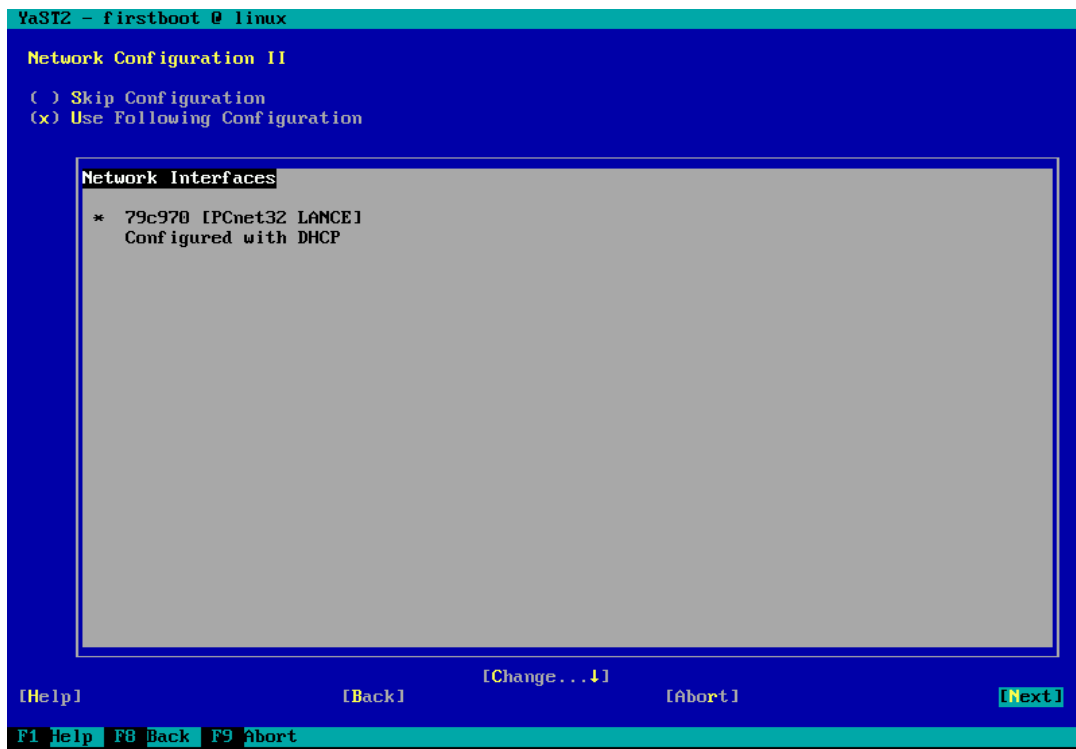 YaST2 - firstboot @ linux
Network Configuration II
( ) Skip Configuration
(x) Use Following Configuration
Network Interfaces
* 79c970 [PCnet32 LANCE]
Configured with DHCP
[Change...↓]
[Help] [Back] [Abort] [Next]
F1 Help F8 Back F9 Abort